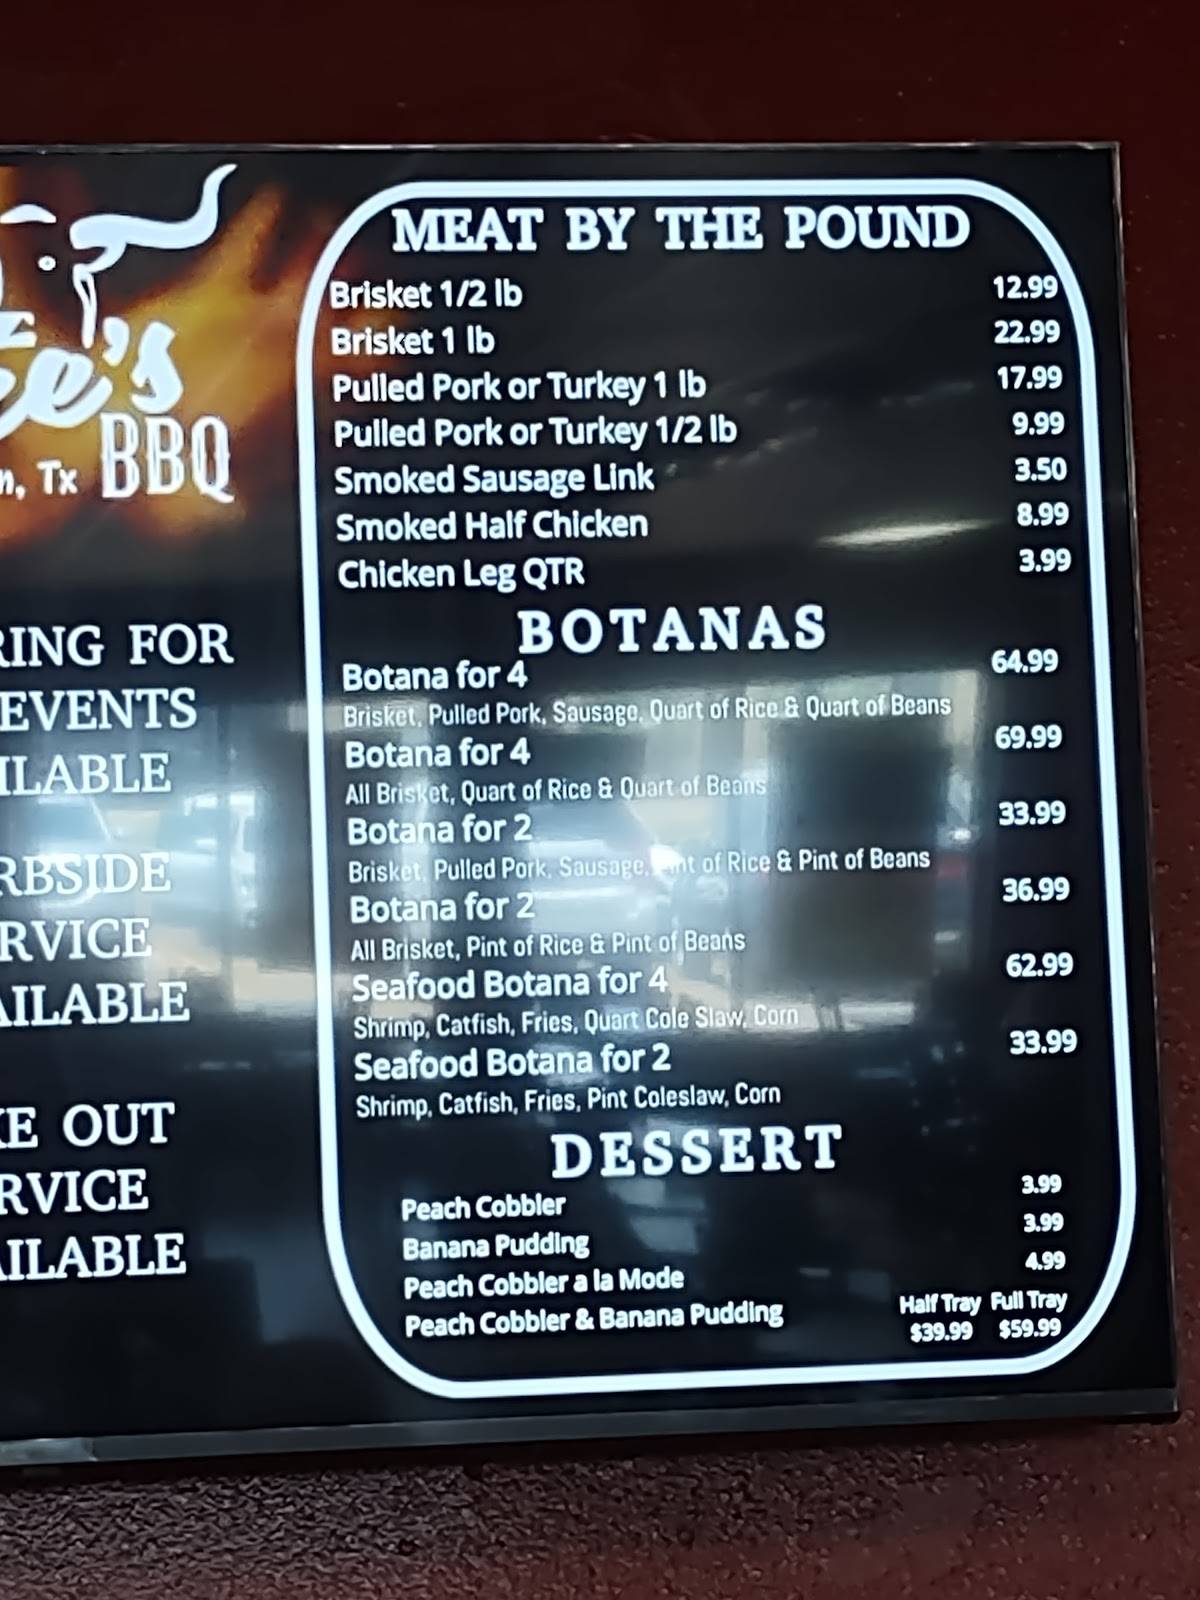 e's
BBQ
n, Tx
RING FOR
EVENTS
ILABLE
RBSIDE
RVICE
AILABLE
KE OUT
RVICE
AILABLE
MEAT BY THE POUND
Brisket 1/2 lb 12.99
Brisket 1 lb 22.99
Pulled Pork or Turkey 1 lb 17.99
Pulled Pork or Turkey 1/2 lb 9.99
Smoked Sausage Link 3.50
Smoked Half Chicken 8.99
Chicken Leg QTR 3.99
BOTANAS
Botana for 4 64.99
Brisket, Pulled Pork, Sausage, Quart of Rice & Quart of Beans
Botana for 4 69.99
All Brisket, Quart of Rice & Quart of Beans
Botana for 2 33.99
Brisket, Pulled Pork, Sausage, Pint of Rice & Pint of Beans
Botana for 2 36.99
All Brisket, Pint of Rice & Pint of Beans
Seafood Botana for 4 62.99
Shrimp, Catfish, Fries, Quart Cole Slaw, Corn
Seafood Botana for 2 33.99
Shrimp, Catfish, Fries, Pint Coleslaw, Corn
DESSERT
Peach Cobbler 3.99
Banana Pudding 3.99
Peach Cobbler a la Mode 4.99
Half Tray Full Tray
Peach Cobbler & Banana Pudding $39.99 $59.99